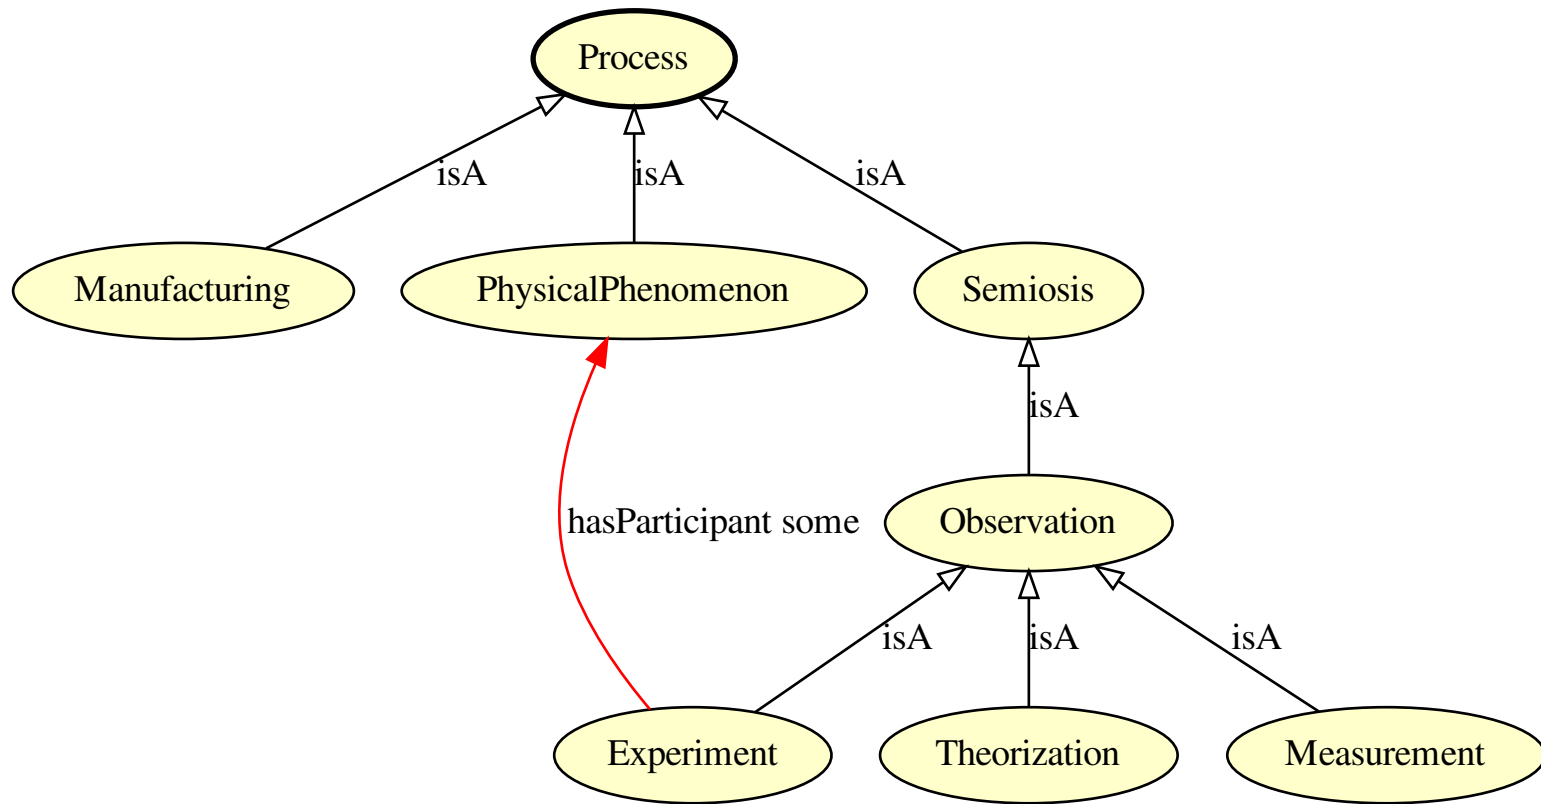 Process
isA
isA
isA
Manufacturing
PhysicalPhenomenon
Semiosis
isA
hasParticipant some
Observation
isA
isA
isA
Experiment
Theorization
Measurement